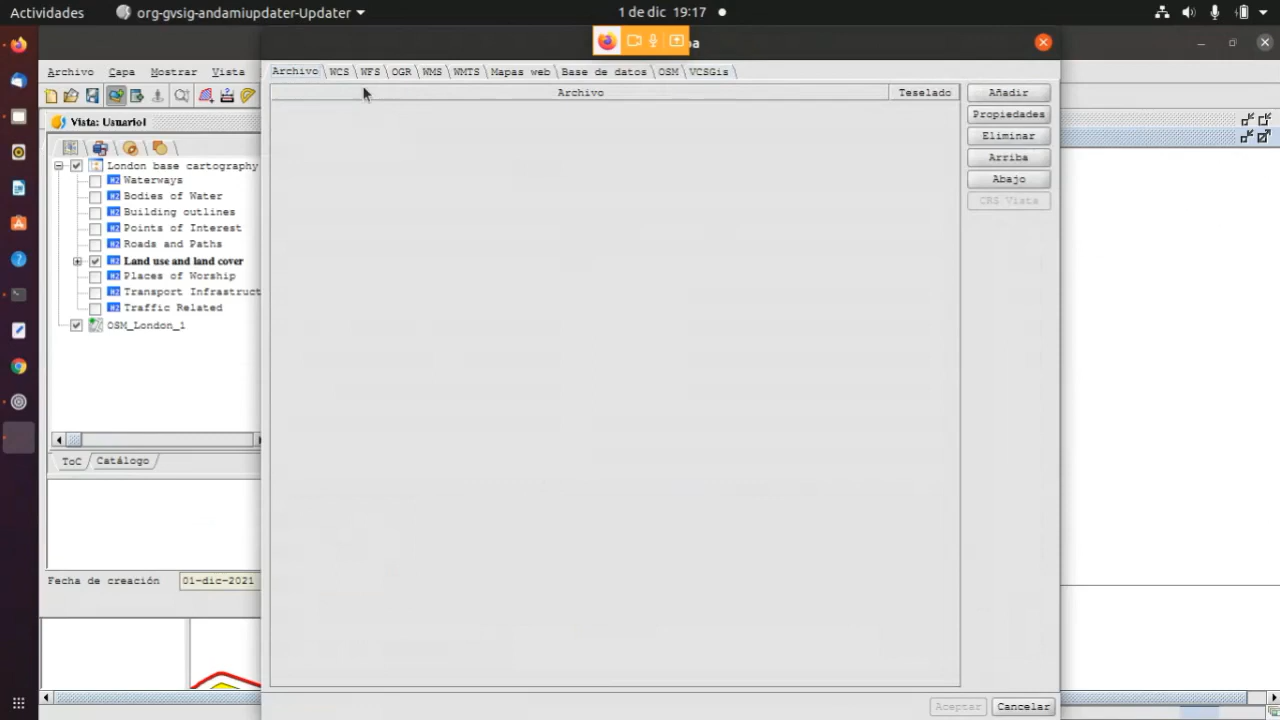 Actividades org-gvsig-andamiupdater-Updater 1 de dic 19:17
pa
Archivo Capa Mostrar Vista
Archivo WCS WFS OGR WMS WMTS Mapas web Base de datos OSM VCSGis
Archivo Teselado
Añadir
Propiedades
Eliminar
Arriba
Abajo
CRS Vista
Vista: Usuario1
London base cartography
Waterways
Bodies of Water
Building outlines
Points of Interest
Roads and Paths
Land use and land cover
Places of Worship
Transport Infrastruct
Traffic Related
OSM_London_1
ToC Catálogo
Fecha de creación 01-dic-2021
Aceptar Cancelar